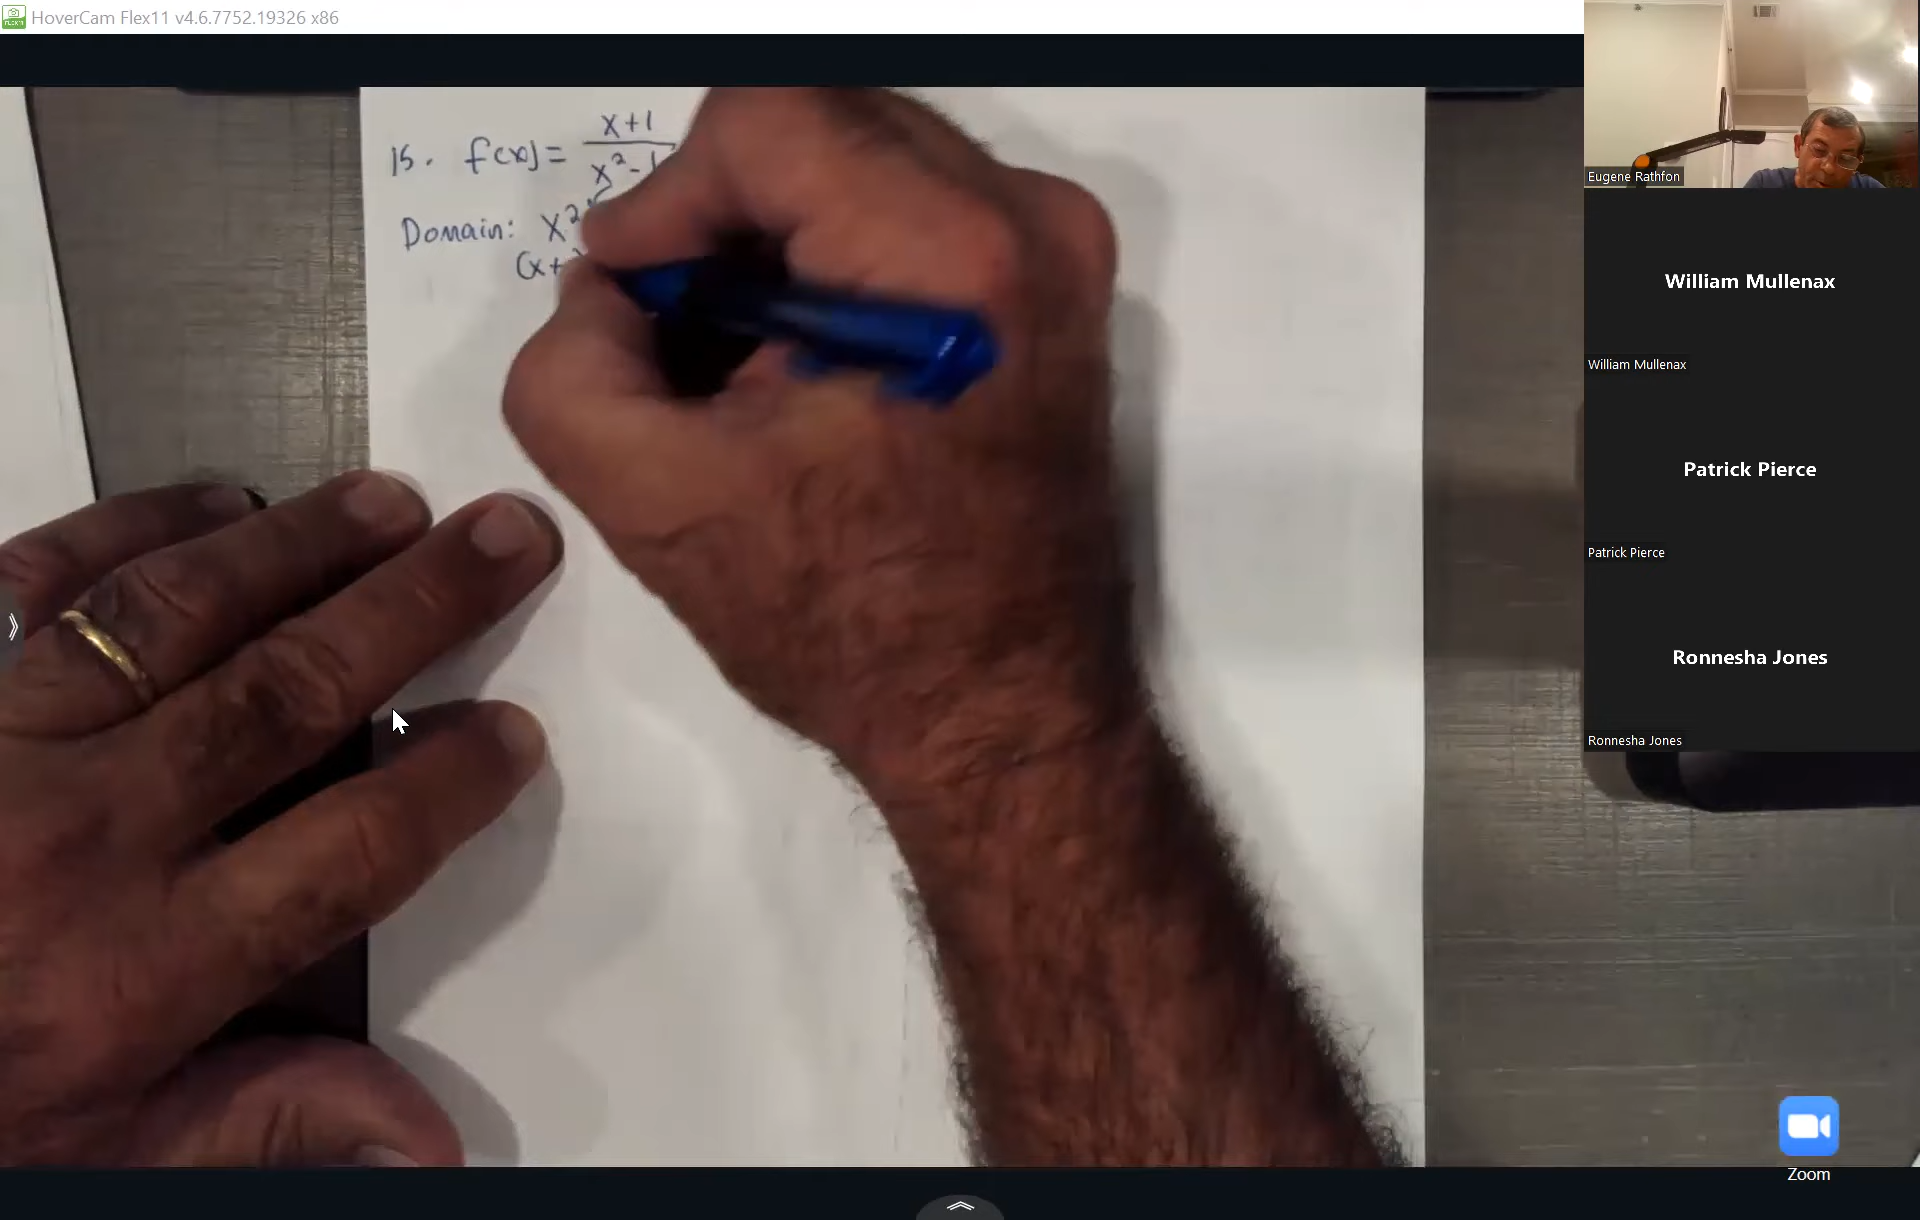 HoverCam Flex11 v4.6.7752.19326 x86
15. f(x) = x+1
x² - 1
Domain: x²
(x+
Eugene Rathfon
William Mullenax
William Mullenax
Patrick Pierce
Patrick Pierce
Ronnesha Jones
Ronnesha Jones
Zoom